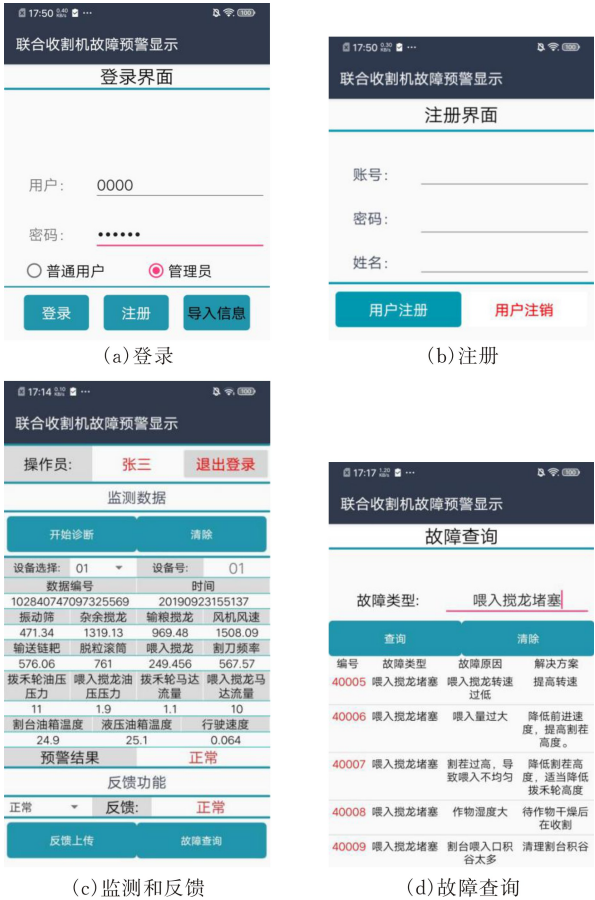 17:50 0.40 KB/s ···
100
联合收割机故障预警显示
登录界面
用户: 0000
密码: ••••••
普通用户 管理员
登录 注册 导入信息
(a)登录
17:50 0.30 KB/s ···
100
联合收割机故障预警显示
注册界面
账号:
密码:
姓名:
用户注册 用户注销
(b)注册
17:14 0.10 KB/s ···
100
联合收割机故障预警显示
操作员: 张三 退出登录
监测数据
开始诊断 清除
设备选择: 01 设备号: 01
数据编号 时间
102840747097325569 20190923155137
振动筛 杂余搅龙 输粮搅龙 风机风速
471.34 1319.13 969.48 1508.09
输送链耙 脱粒滚筒 喂入搅龙 割刀频率
576.06 761 249.456 567.57
拨禾轮油压压力 喂入搅龙油压压力 拨禾轮马达流量 喂入搅龙马达流量
11 1.9 1.1 10
割台油箱温度 液压油箱温度 行驶速度
24.9 25.1 0.064
预警结果 正常
反馈功能
正常 反馈: 正常
反馈上传 故障查询
(c)监测和反馈
17:17 1.20 KB/s ···
100
联合收割机故障预警显示
故障查询
故障类型: 喂入搅龙堵塞
查询 清除
编号 故障类型 故障原因 解决方案
40005 喂入搅龙堵塞 喂入搅龙转速过低 提高转速
40006 喂入搅龙堵塞 喂入量过大 降低前进速度，提高割茬高度。
40007 喂入搅龙堵塞 割茬过高，导致喂入不均匀 降低割茬高度，适当降低拨禾轮高度
40008 喂入搅龙堵塞 作物湿度大 待作物干燥后在收割
40009 喂入搅龙堵塞 割台喂入口积谷太多 清理割台积谷
(d)故障查询